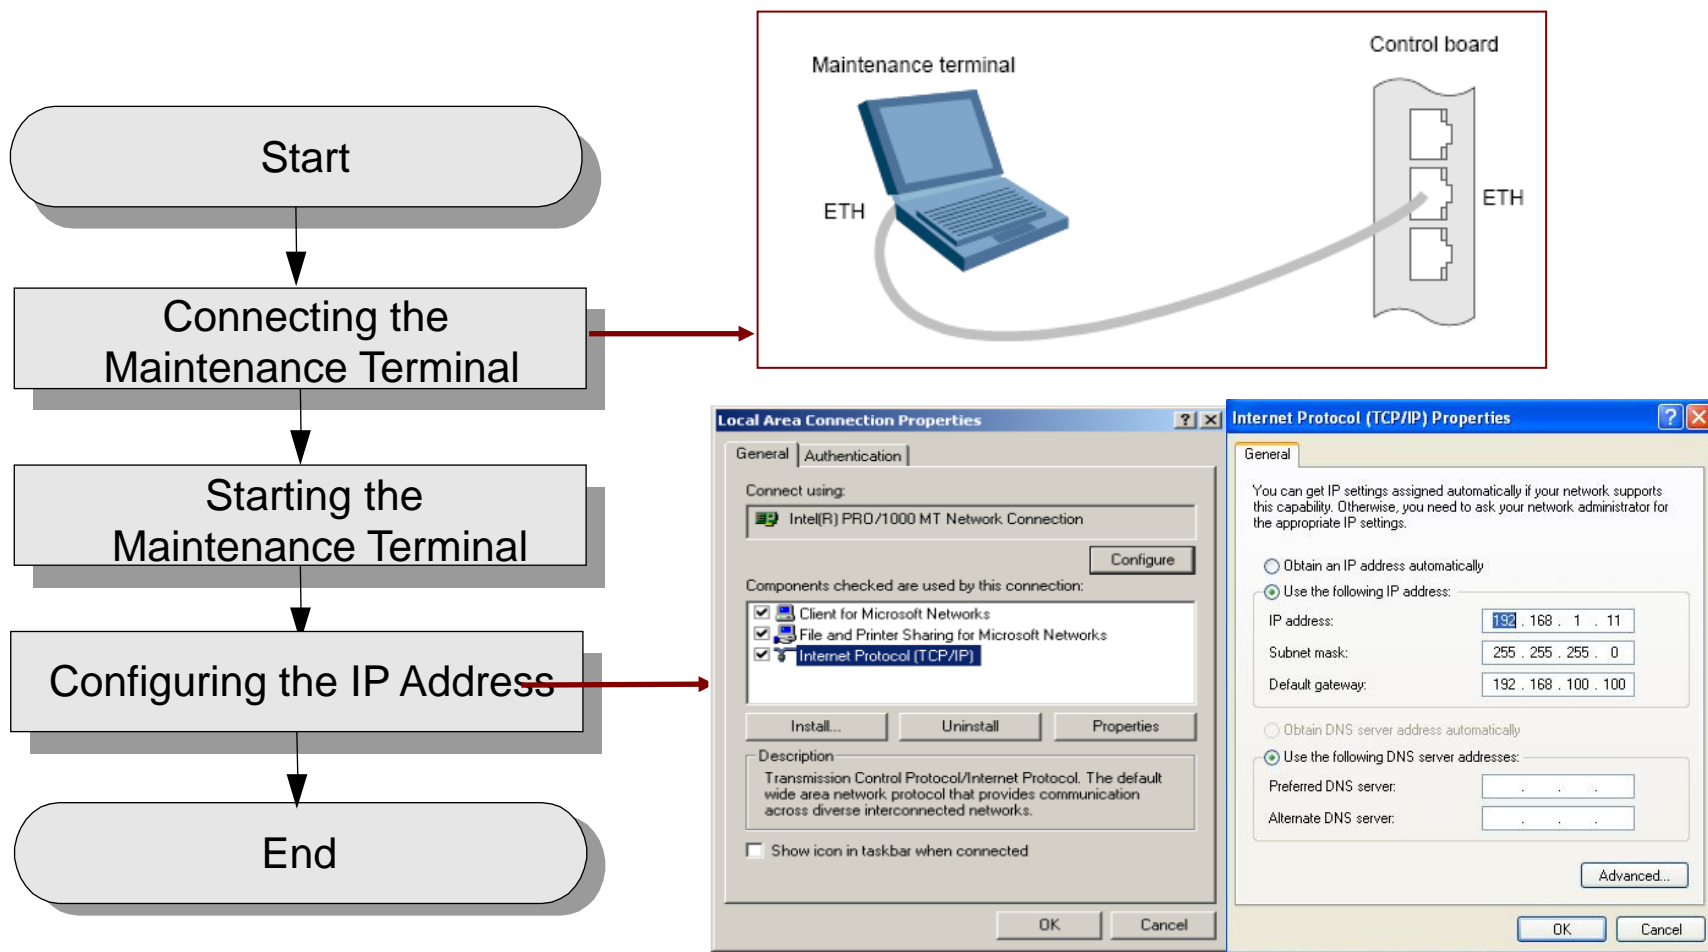 Start
Connecting the
Maintenance Terminal
Starting the
Maintenance Terminal
Configuring the IP Address
End
Maintenance terminal
Control board
ETH
ETH
Local Area Connection Properties
General
Authentication
Connect using:
Intel(R) PRO/1000 MT Network Connection
Configure
Components checked are used by this connection:
Client for Microsoft Networks
File and Printer Sharing for Microsoft Networks
Internet Protocol (TCP/IP)
Install...
Uninstall
Properties
Description
Transmission Control Protocol/Internet Protocol. The default
wide area network protocol that provides communication
across diverse interconnected networks.
Show icon in taskbar when connected
OK
Cancel
Internet Protocol (TCP/IP) Properties
General
You can get IP settings assigned automatically if your network supports
this capability. Otherwise, you need to ask your network administrator for
the appropriate IP settings.
Obtain an IP address automatically
Use the following IP address:
IP address: 192 . 168 . 1 . 11
Subnet mask: 255 . 255 . 255 . 0
Default gateway: 192 . 168 . 100 . 100
Obtain DNS server address automatically
Use the following DNS server addresses:
Preferred DNS server: . . .
Alternate DNS server: . . .
Advanced...
OK
Cancel